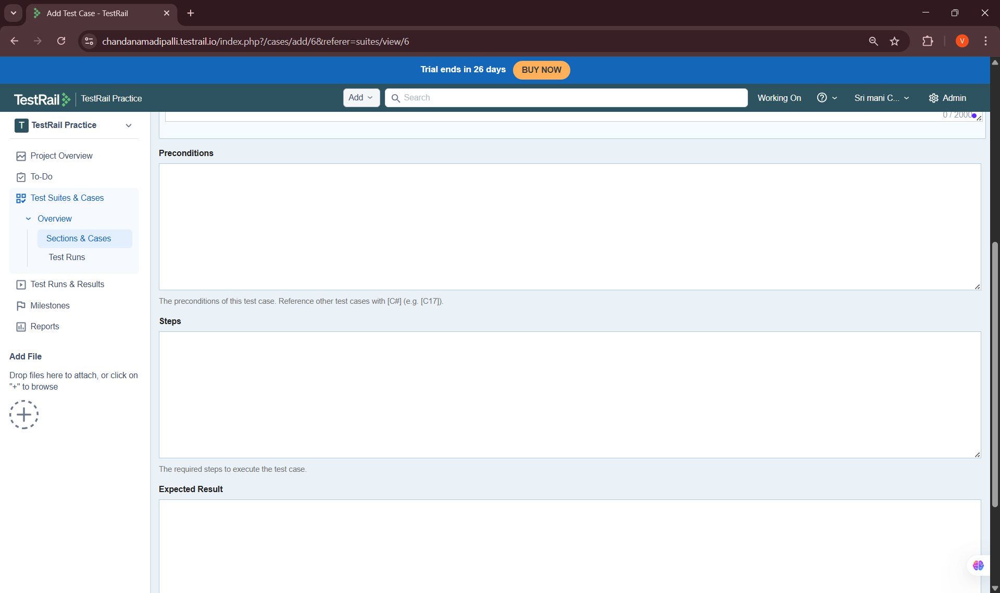 Add Test Case - TestRail
chandanamadipalli.testrail.io/index.php?/cases/add/6&referer=suites/view/6
V
Trial ends in 26 days
BUY NOW
TestRail
TestRail Practice
Add
Search
Working On
Sri mani C...
Admin
T TestRail Practice
Project Overview
To-Do
Test Suites & Cases
Overview
Sections & Cases
Test Runs
Test Runs & Results
Milestones
Reports
Add File
Drop files here to attach, or click on
"+" to browse
0 / 2000
Preconditions
The preconditions of this test case. Reference other test cases with [C#] (e.g. [C17]).
Steps
The required steps to execute the test case.
Expected Result